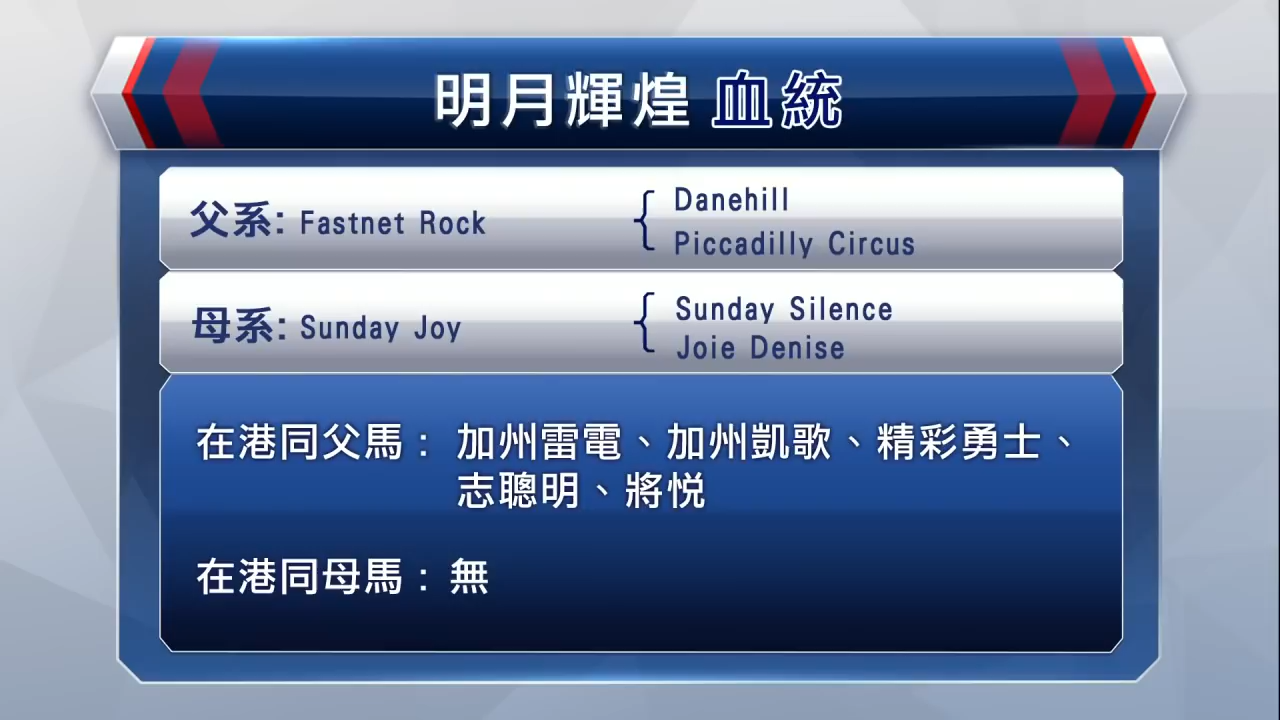 明月輝煌 血統
父系: Fastnet Rock
Danehill
Piccadilly Circus
母系: Sunday Joy
Sunday Silence
Joie Denise
在港同父馬：加州雷電、加州凱歌、精彩勇士、
志聰明、將悦
在港同母馬：無